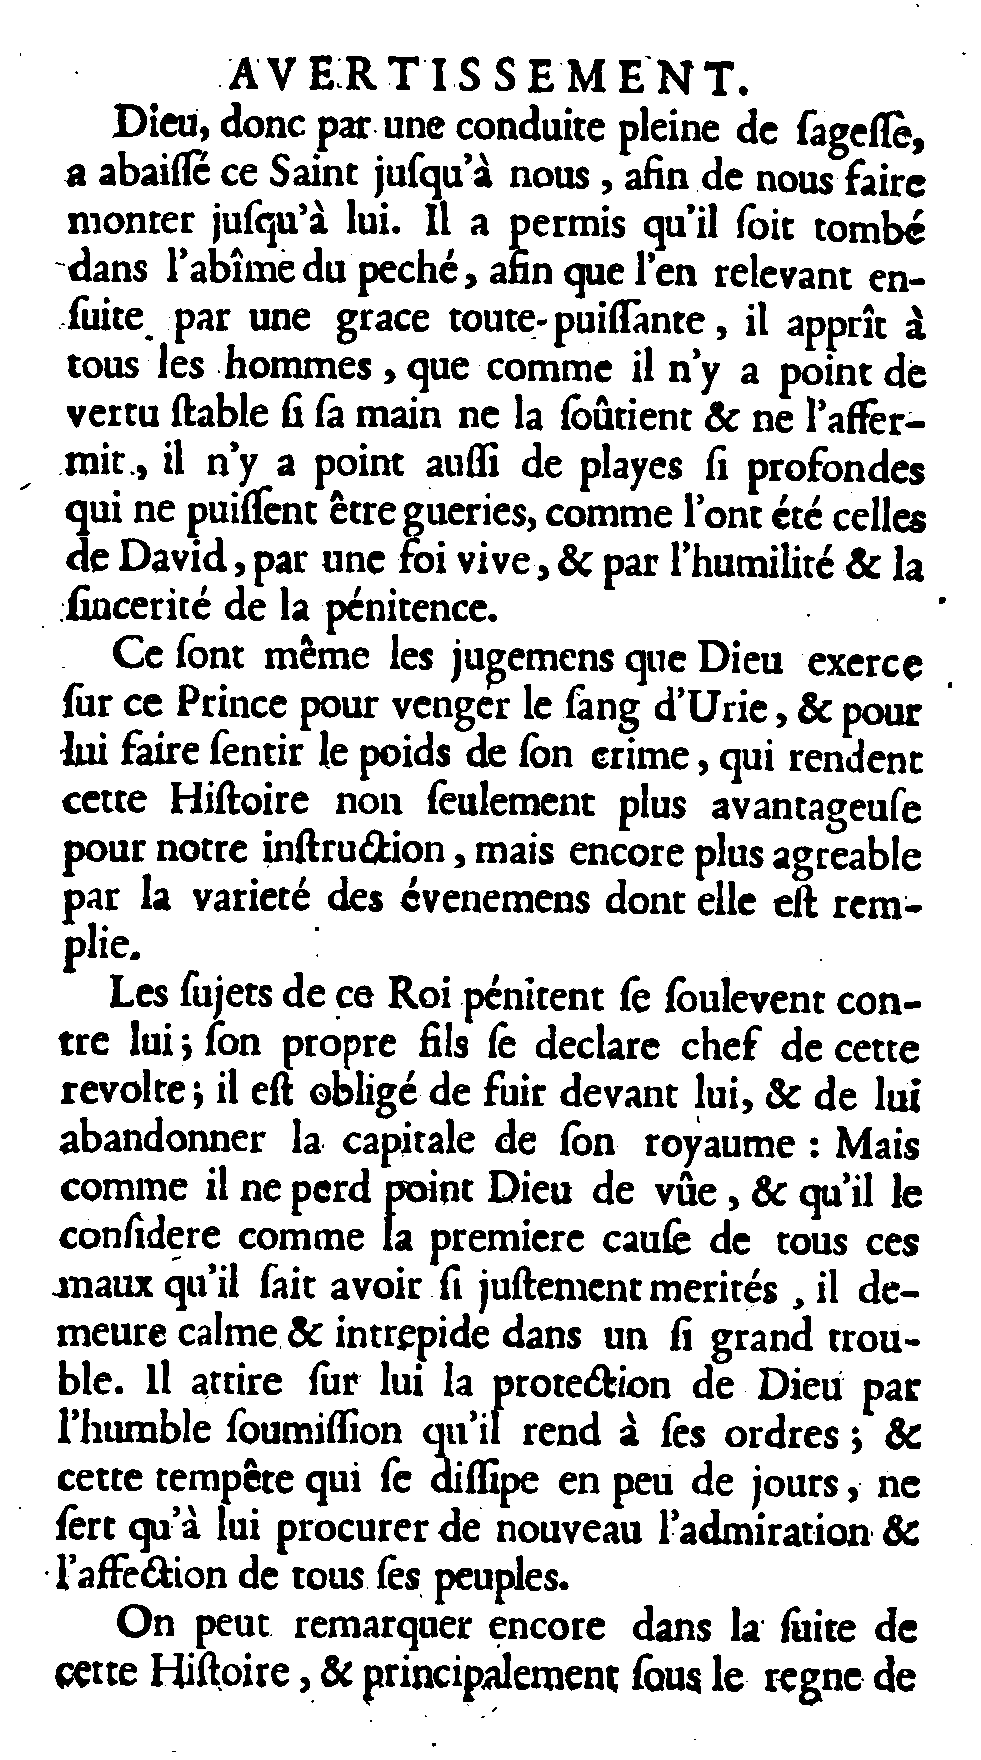 AVERTISSEMENT.
Dieu, donc par une conduite pleine de ſageſſe,
a abaiſſé ce Saint juſqu'à nous, afin de nous faire
monter juſqu'à lui. Il a permis qu'il ſoit tombé
dans l'abîme du peché, afin que l'en relevant en-
ſuite par une grace toute-puiſſante, il apprît à
tous les hommes, que comme il n'y a point de
vertu ſtable ſi ſa main ne la ſoûtient & ne l'affer-
mit, il n'y a point auſſi de playes ſi profondes
qui ne puiſſent être gueries, comme l'ont été celles
de David, par une foi vive, & par l'humilité & la
ſincerité de la pénitence.
Ce ſont même les jugemens que Dieu exerce
ſur ce Prince pour venger le ſang d'Urie, & pour
lui faire ſentir le poids de ſon crime, qui rendent
cette Hiſtoire non ſeulement plus avantageuſe
pour notre inſtruction, mais encore plus agreable
par la varieté des évenemens dont elle eſt rem-
plie.
Les ſujets de ce Roi pénitent ſe ſoulevent con-
tre lui; ſon propre fils ſe declare chef de cette
revolte; il eſt obligé de fuir devant lui, & de lui
abandonner la capitale de ſon royaume : Mais
comme il ne perd point Dieu de vûe, & qu'il le
conſidere comme la premiere cauſe de tous ces
maux qu'il ſait avoir ſi juſtement merités, il de-
meure calme & intrepide dans un ſi grand trou-
ble. Il attire ſur lui la protection de Dieu par
l'humble ſoumiſſion qu'il rend à ſes ordres; &
cette tempête qui ſe diſſipe en peu de jours, ne
ſert qu'à lui procurer de nouveau l'admiration &
l'affection de tous ſes peuples.
On peut remarquer encore dans la ſuite de
cette Hiſtoire, & principalement ſous le regne de